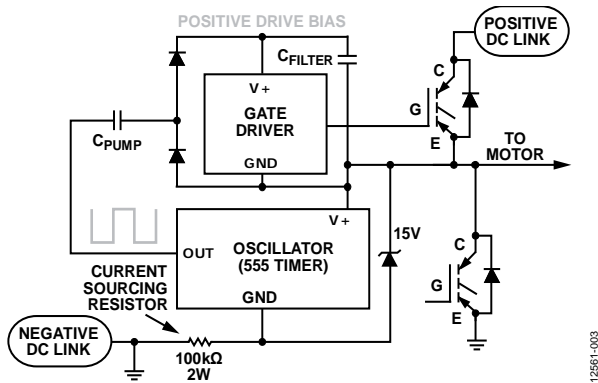 POSITIVE DRIVE BIAS
POSITIVE
DC LINK
CFILTER
C
V+
GATE
DRIVER
G
CPUMP
GND
E
TO
MOTOR
V+
15V
OUT
OSCILLATOR
(555 TIMER)
C
CURRENT
SOURCING
RESISTOR
GND
G
E
NEGATIVE
DC LINK
100kΩ
2W
12561-003